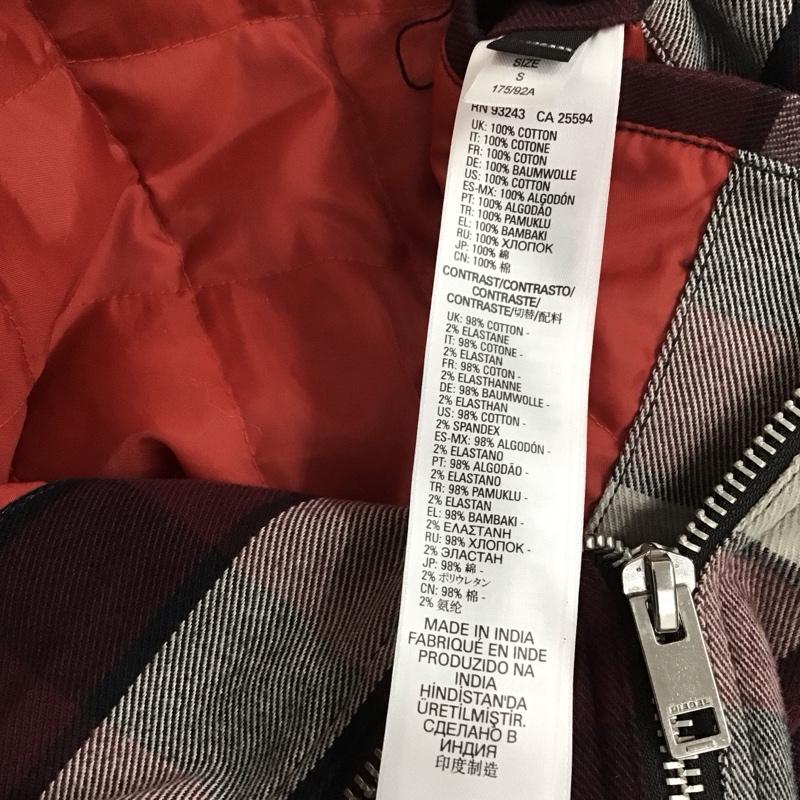 SIZE
S
175/92A
RN 93243 CA 25594
UK: 100% COTTON
IT: 100% COTONE
FR: 100% COTON
DE: 100% BAUMWOLLE
US: 100% COTTON
ES-MX: 100% ALGODÓN
PT: 100% ALGODÃO
TR: 100% PAMUKLU
EL: 100% BAMBAKI
RU: 100% ХЛОПОК
JP: 100% 綿
CN: 100% 棉
CONTRAST/CONTRASTO/
CONTRASTE/
CONTRASTE/切替/配料
UK: 98% COTTON -
2% ELASTANE
IT: 98% COTONE -
2% ELASTAN
FR: 98% COTON -
2% ELASTHANNE
DE: 98% BAUMWOLLE -
2% ELASTHAN
US: 98% COTTON -
2% SPANDEX
ES-MX: 98% ALGODÓN -
2% ELASTANO
PT: 98% ALGODÃO -
2% ELASTANO
TR: 98% PAMUKLU -
2% ELASTAN
EL: 98% BAMBAKI -
2% ΕΛΑΣΤΑΝΗ
RU: 98% ХЛОПОК -
2% ЭЛАСТАН
JP: 98% 綿 -
2% ポリウレタン
CN: 98% 棉 -
2% 氨纶
MADE IN INDIA
FABRIQUÉ EN INDE
PRODUZIDO NA
INDIA
HİNDİSTAN'DA
ÜRETİLMİŞTİR.
СДЕЛАНО В
ИНДИЯ
印度制造
DIESEL